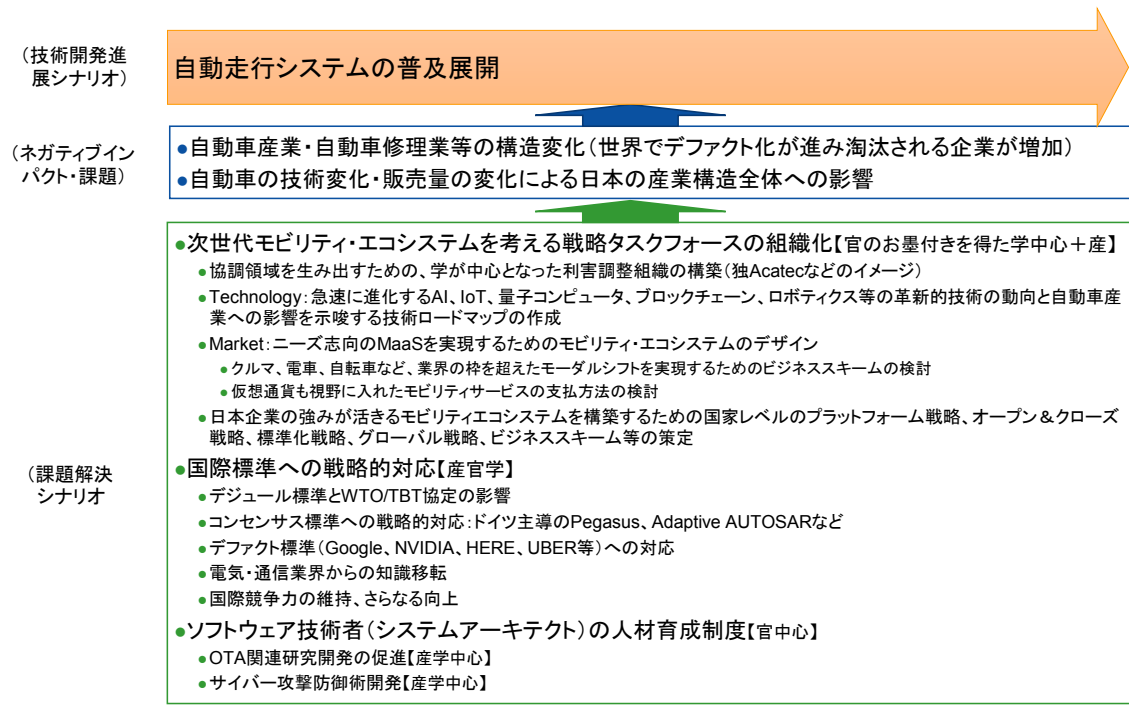 (技術開発進
展シナリオ)
自動走行システムの普及展開
(ネガティブイン
パクト・課題)
●自動車産業・自動車修理業等の構造変化(世界でデファクト化が進み淘汰される企業が増加)
●自動車の技術変化・販売量の変化による日本の産業構造全体への影響
(課題解決
シナリオ
●次世代モビリティ・エコシステムを考える戦略タスクフォースの組織化【官のお墨付きを得た学中心+産】
●協調領域を生み出すための、学が中心となった利害調整組織の構築(独Acatecなどのイメージ)
●Technology:急速に進化するAI、IoT、量子コンピュータ、ブロックチェーン、ロボティクス等の革新的技術の動向と自動車産
業への影響を示唆する技術ロードマップの作成
●Market:ニーズ志向のMaaSを実現するためのモビリティ・エコシステムのデザイン
●クルマ、電車、自転車など、業界の枠を超えたモーダルシフトを実現するためのビジネススキームの検討
●仮想通貨も視野に入れたモビリティサービスの支払方法の検討
●日本企業の強みが活きるモビリティエコシステムを構築するための国家レベルのプラットフォーム戦略、オープン&クローズ
戦略、標準化戦略、グローバル戦略、ビジネススキーム等の策定
●国際標準への戦略的対応【産官学】
●デジュール標準とWTO/TBT協定の影響
●コンセンサス標準への戦略的対応:ドイツ主導のPegasus、Adaptive AUTOSARなど
●デファクト標準(Google、NVIDIA、HERE、UBER等)への対応
●電気・通信業界からの知識移転
●国際競争力の維持、さらなる向上
●ソフトウェア技術者(システムアーキテクト)の人材育成制度【官中心】
●OTA関連研究開発の促進【産学中心】
●サイバー攻撃防御術開発【産学中心】